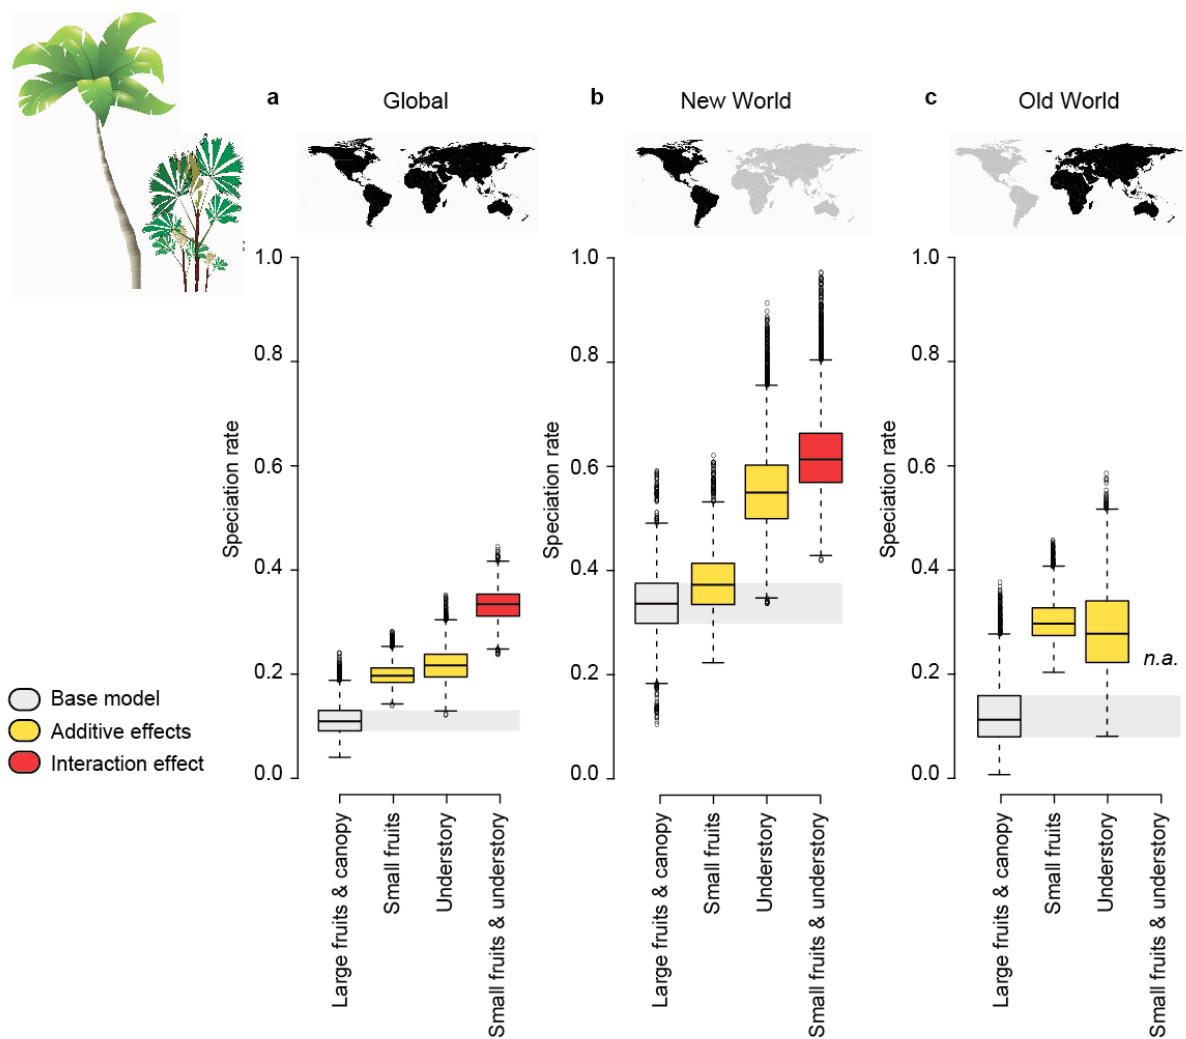 a Global
b New World
c Old World
Speciation rate
1.0
0.8
0.6
0.4
0.2
0.0
Speciation rate
1.0
0.8
0.6
0.4
0.2
0.0
Speciation rate
1.0
0.8
0.6
0.4
0.2
0.0
n.a.
Base model
Additive effects
Interaction effect
Large fruits & canopy
Small fruits
Understory
Small fruits & understory
Large fruits & canopy
Small fruits
Understory
Small fruits & understory
Large fruits & canopy
Small fruits
Understory
Small fruits & understory